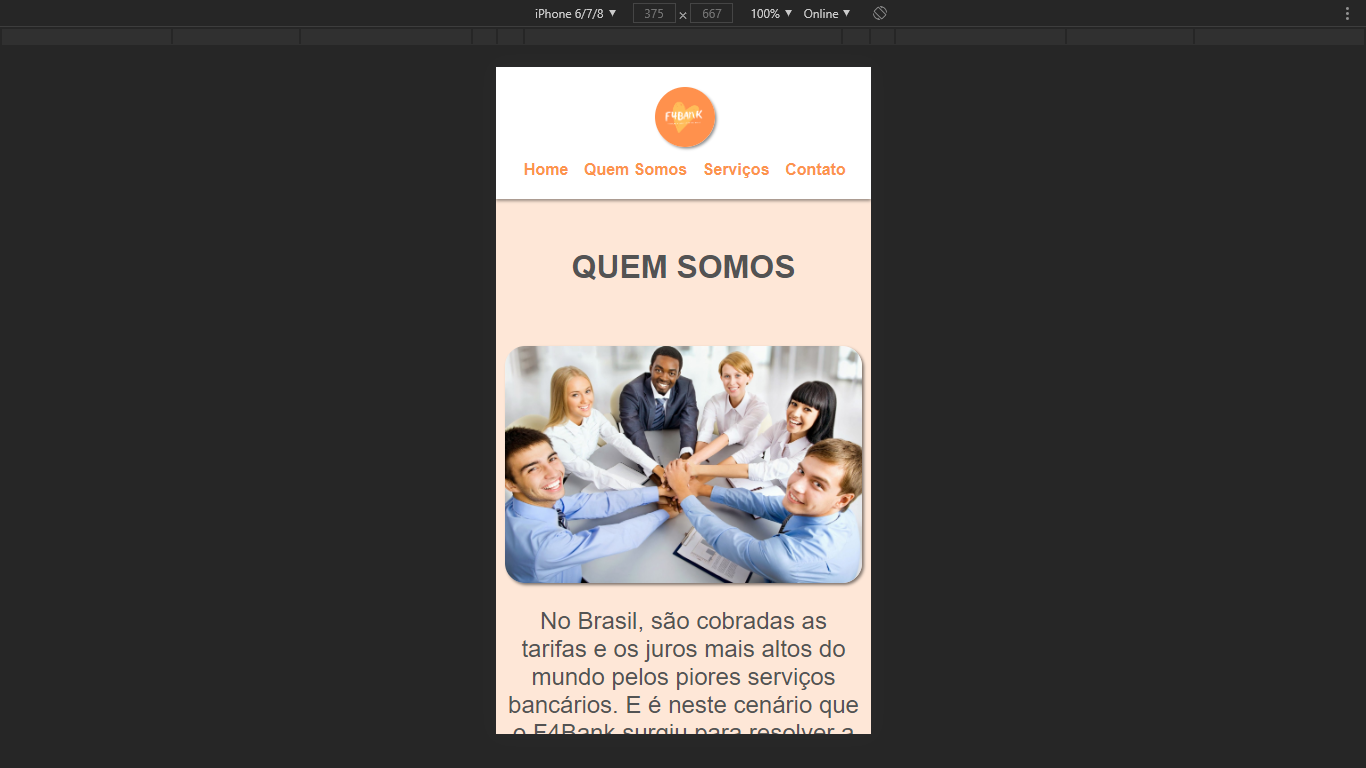 iPhone 6/7/8 375 × 667 100% Online
F4BANK
Home Quem Somos Serviços Contato
QUEM SOMOS
No Brasil, são cobradas as
tarifas e os juros mais altos do
mundo pelos piores serviços
bancários. E é neste cenário que
o F4Bank surgiu para resolver a